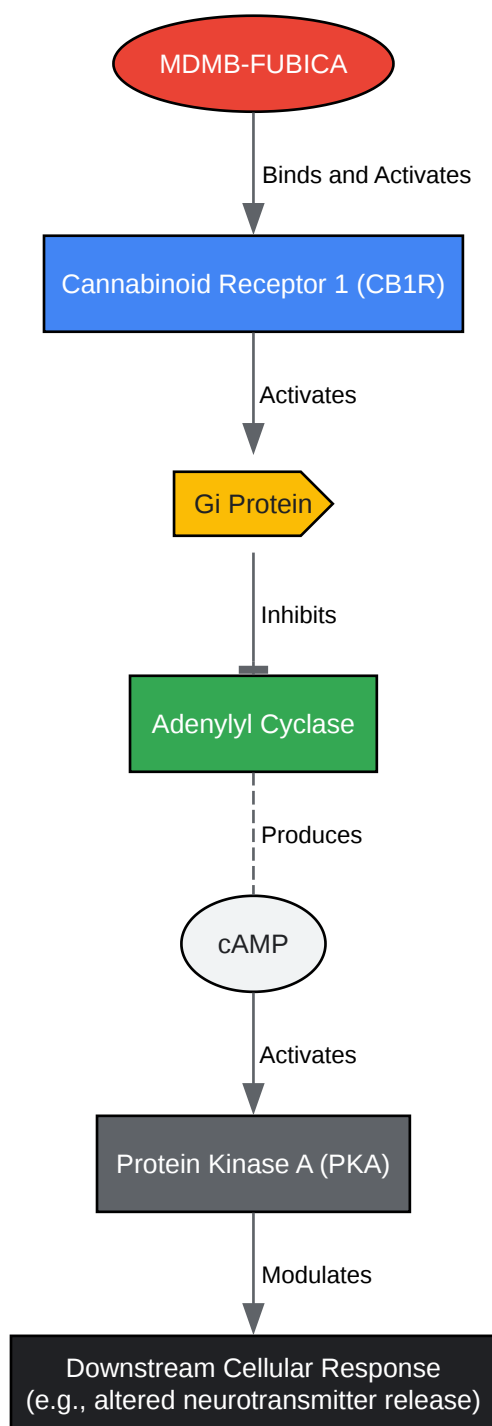 MDMB-FUBICA
Binds and Activates
Cannabinoid Receptor 1 (CB1R)
Activates
Gi Protein
Inhibits
Adenylyl Cyclase
Produces
cAMP
Activates
Protein Kinase A (PKA)
Modulates
Downstream Cellular Response
(e.g., altered neurotransmitter release)